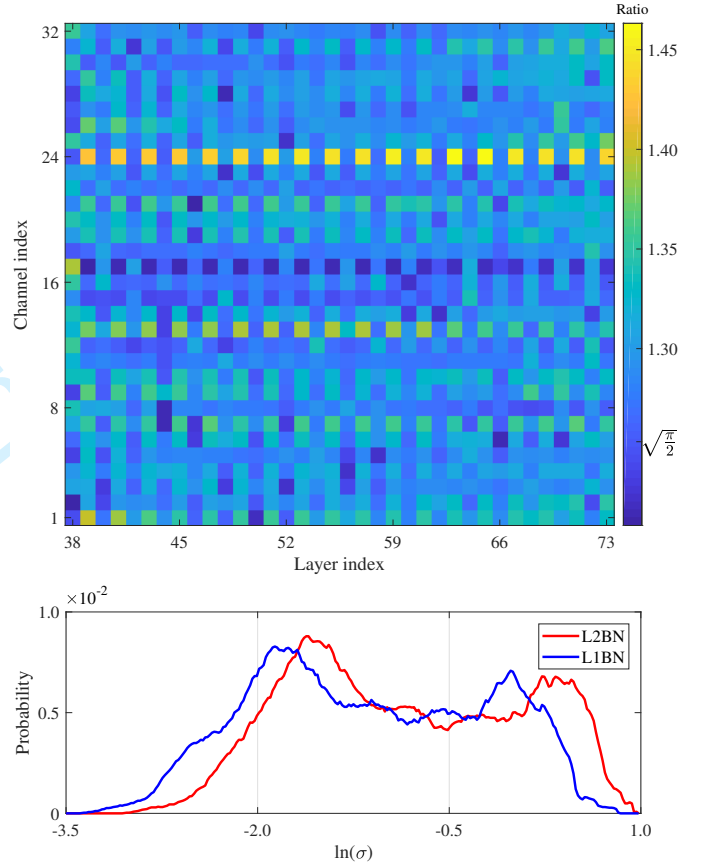 Ratio
32
24
16
8
1
Channel index
38 45 52 59 66 73
Layer index
1.45
1.40
1.35
1.30
√π/2
×10⁻²
1.0
0.5
0
Probability
L2BN
L1BN
-3.5 -2.0 -0.5 1.0
ln(σ)